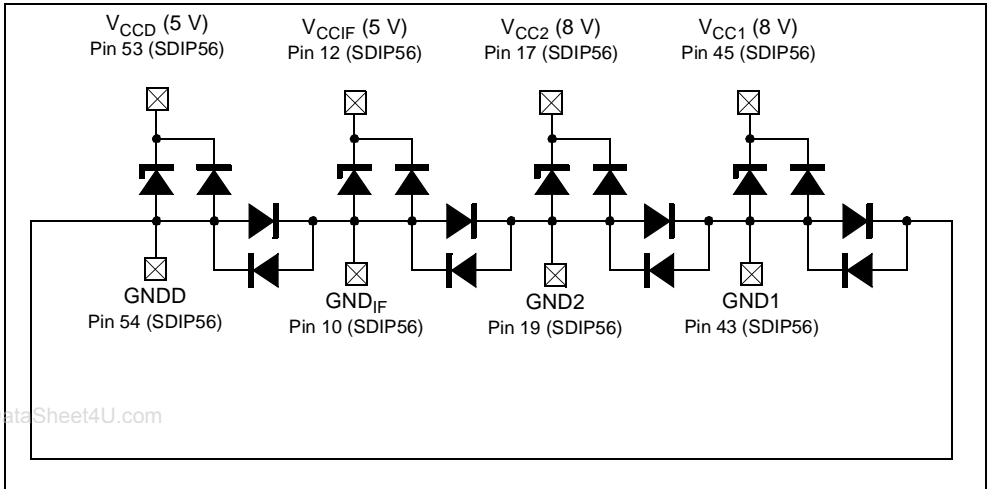 VCCD (5 V)
Pin 53 (SDIP56)
VCCIF (5 V)
Pin 12 (SDIP56)
VCC2 (8 V)
Pin 17 (SDIP56)
VCC1 (8 V)
Pin 45 (SDIP56)
GNDD
Pin 54 (SDIP56)
GNDIF
Pin 10 (SDIP56)
GND2
Pin 19 (SDIP56)
GND1
Pin 43 (SDIP56)
ataSheet4U.com